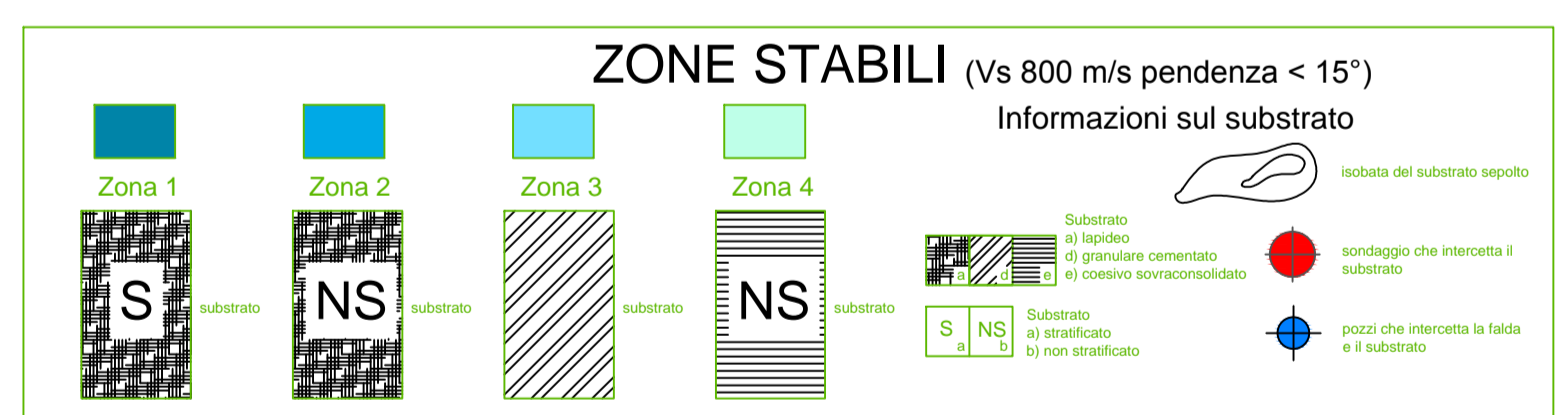 ZONE STABILI (Vs 800 m/s pendenza < 15°)
Informazioni sul substrato
Zona 1
Zona 2
Zona 3
Zona 4
S
substrato
NS
substrato
substrato
NS
substrato
isobata del substrato sepolto
a d e
Substrato
a) lapideo
d) granulare cementato
e) coesivo sovraconsolidato
sondaggio che intercetta il
substrato
S NS
a b
Substrato
a) stratificato
b) non stratificato
pozzi che intercetta la falda
e il substrato